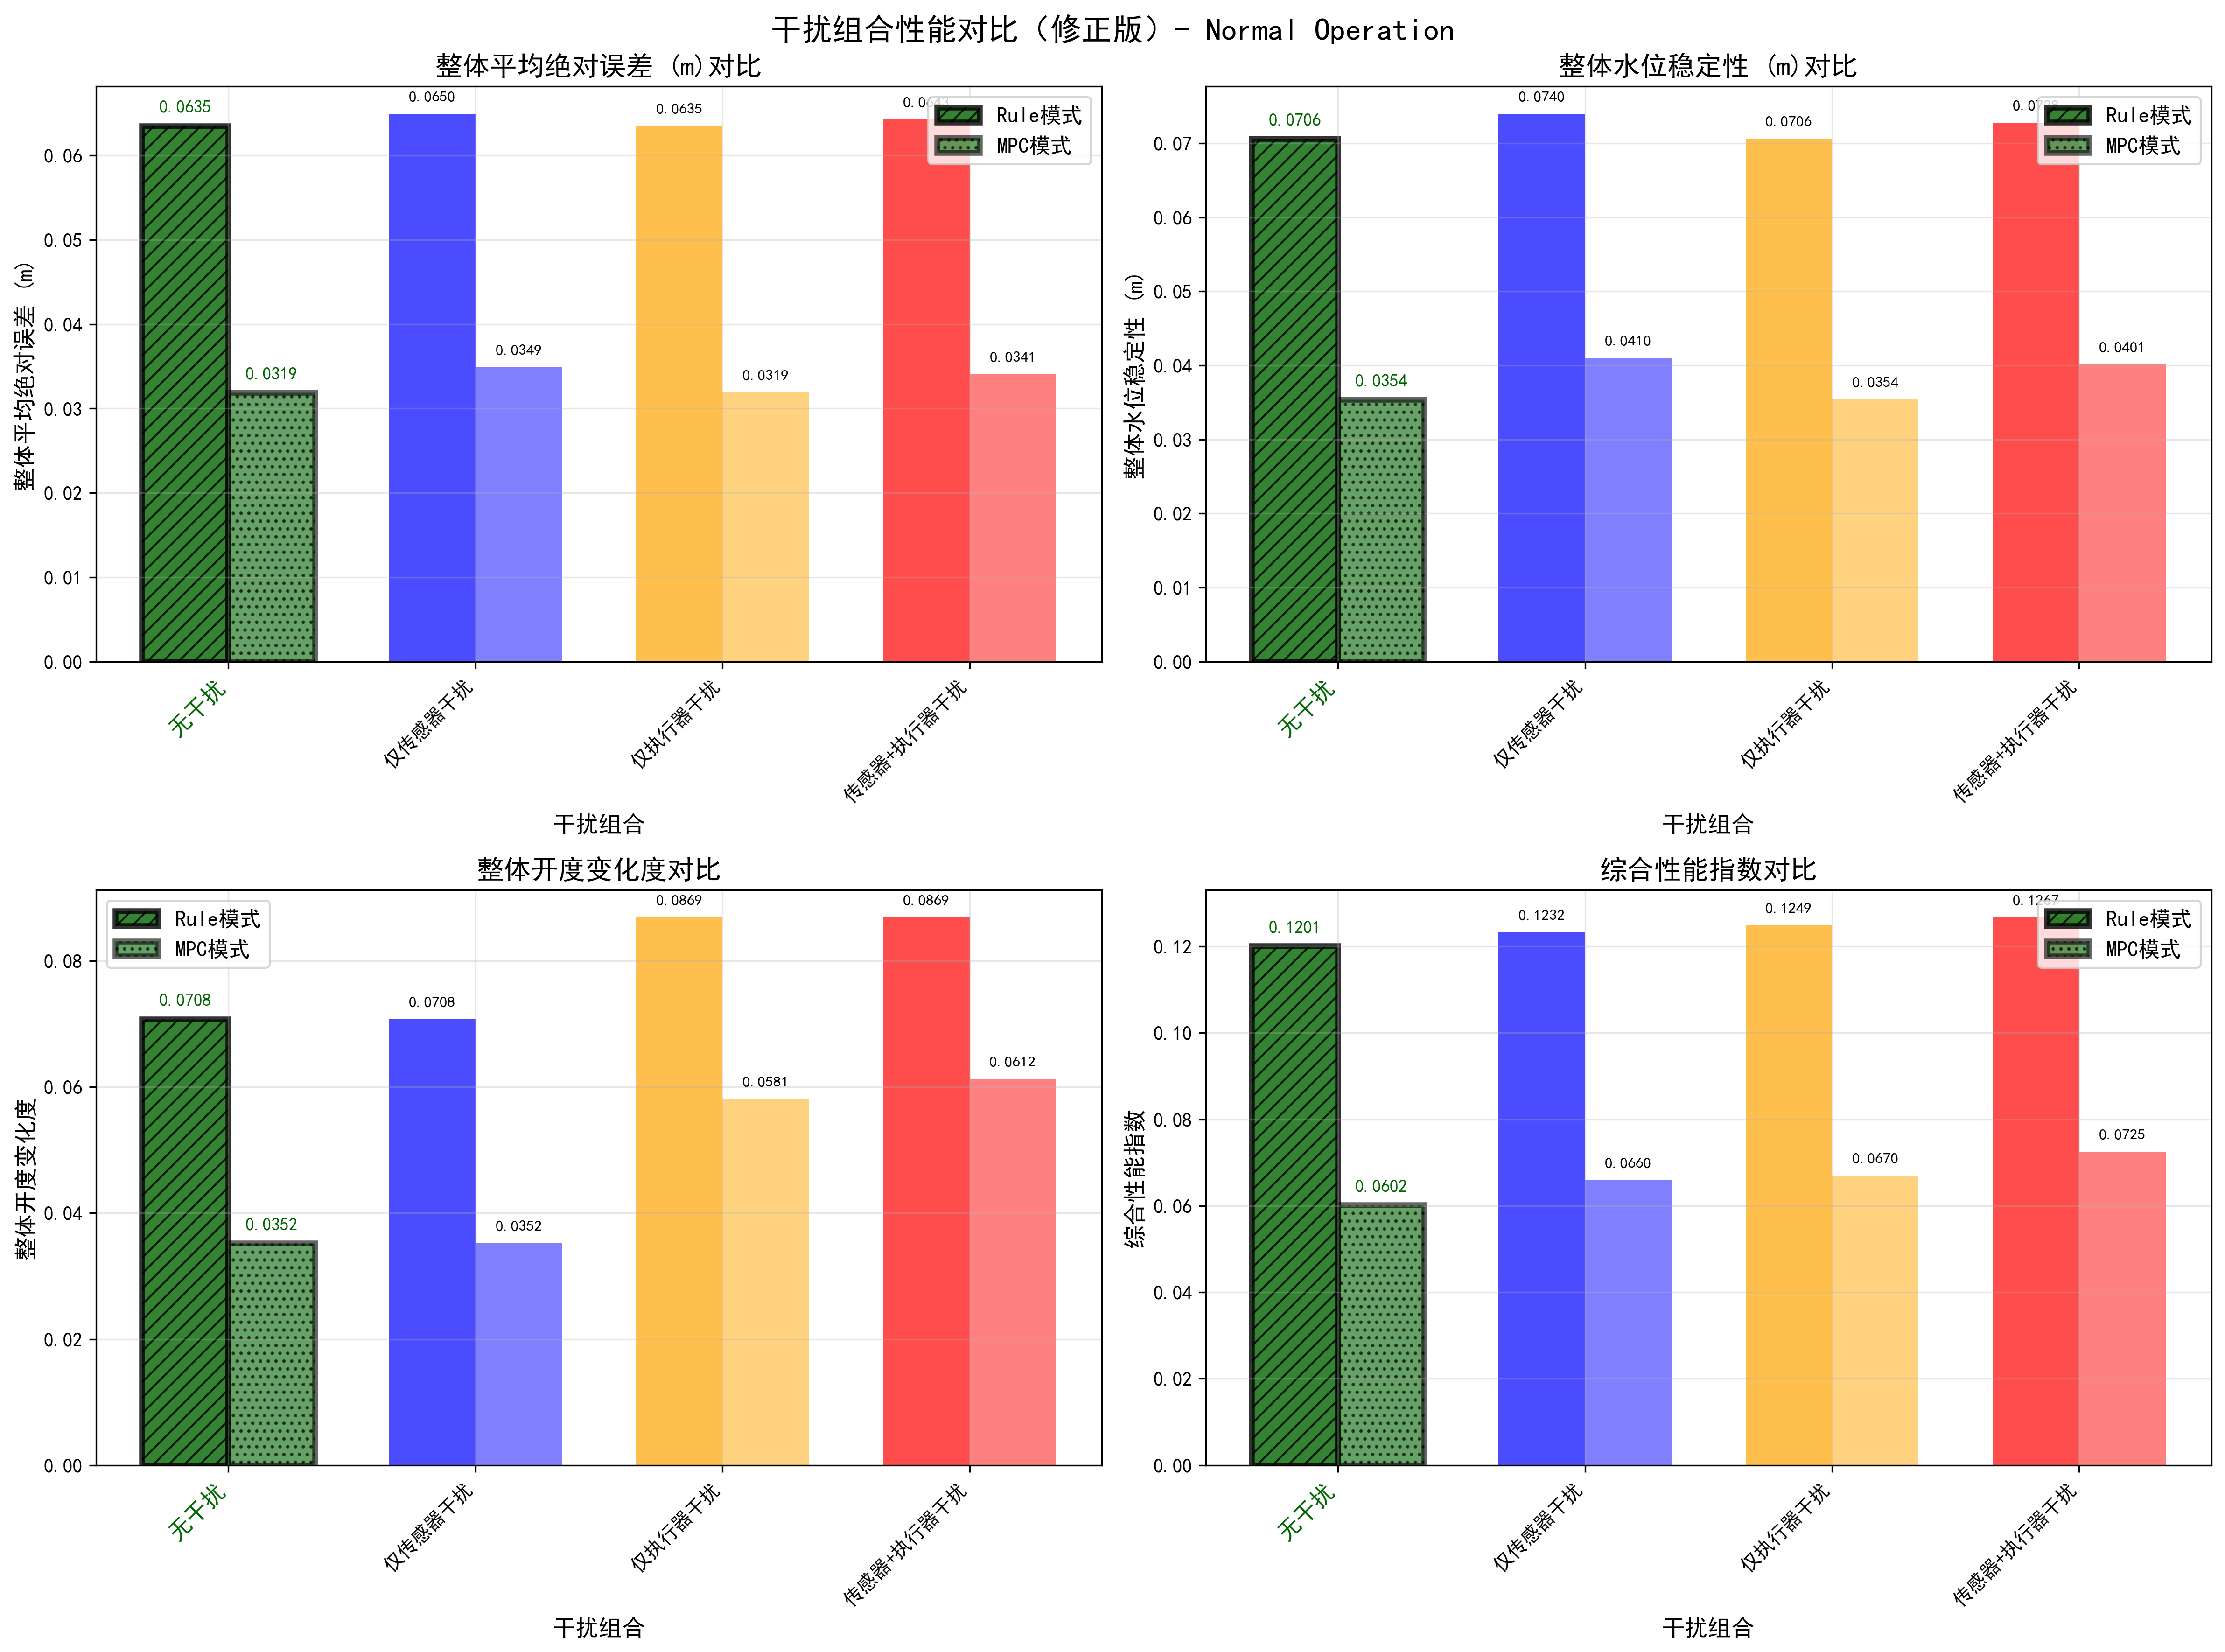 干扰组合性能对比（修正版）- Normal Operation
整体平均绝对误差 (m)对比
整体平均绝对误差 (m)
0.06
0.05
0.04
0.03
0.02
0.01
0.00
0.0635
0.0319
0.0650
0.0349
0.0635
0.0319
0.0341
Rule模式
MPC模式
无干扰
仅传感器干扰
仅执行器干扰
传感器+执行器干扰
干扰组合
整体水位稳定性 (m)对比
整体水位稳定性 (m)
0.07
0.06
0.05
0.04
0.03
0.02
0.01
0.00
0.0706
0.0354
0.0740
0.0410
0.0706
0.0354
0.0401
Rule模式
MPC模式
无干扰
仅传感器干扰
仅执行器干扰
传感器+执行器干扰
干扰组合
整体开度变化度对比
整体开度变化度
0.08
0.06
0.04
0.02
0.00
Rule模式
MPC模式
0.0708
0.0352
0.0708
0.0352
0.0869
0.0581
0.0869
0.0612
无干扰
仅传感器干扰
仅执行器干扰
传感器+执行器干扰
干扰组合
综合性能指数对比
综合性能指数
0.12
0.10
0.08
0.06
0.04
0.02
0.00
0.1201
0.0602
0.1232
0.0660
0.1249
0.0670
0.1267
0.0725
Rule模式
MPC模式
无干扰
仅传感器干扰
仅执行器干扰
传感器+执行器干扰
干扰组合